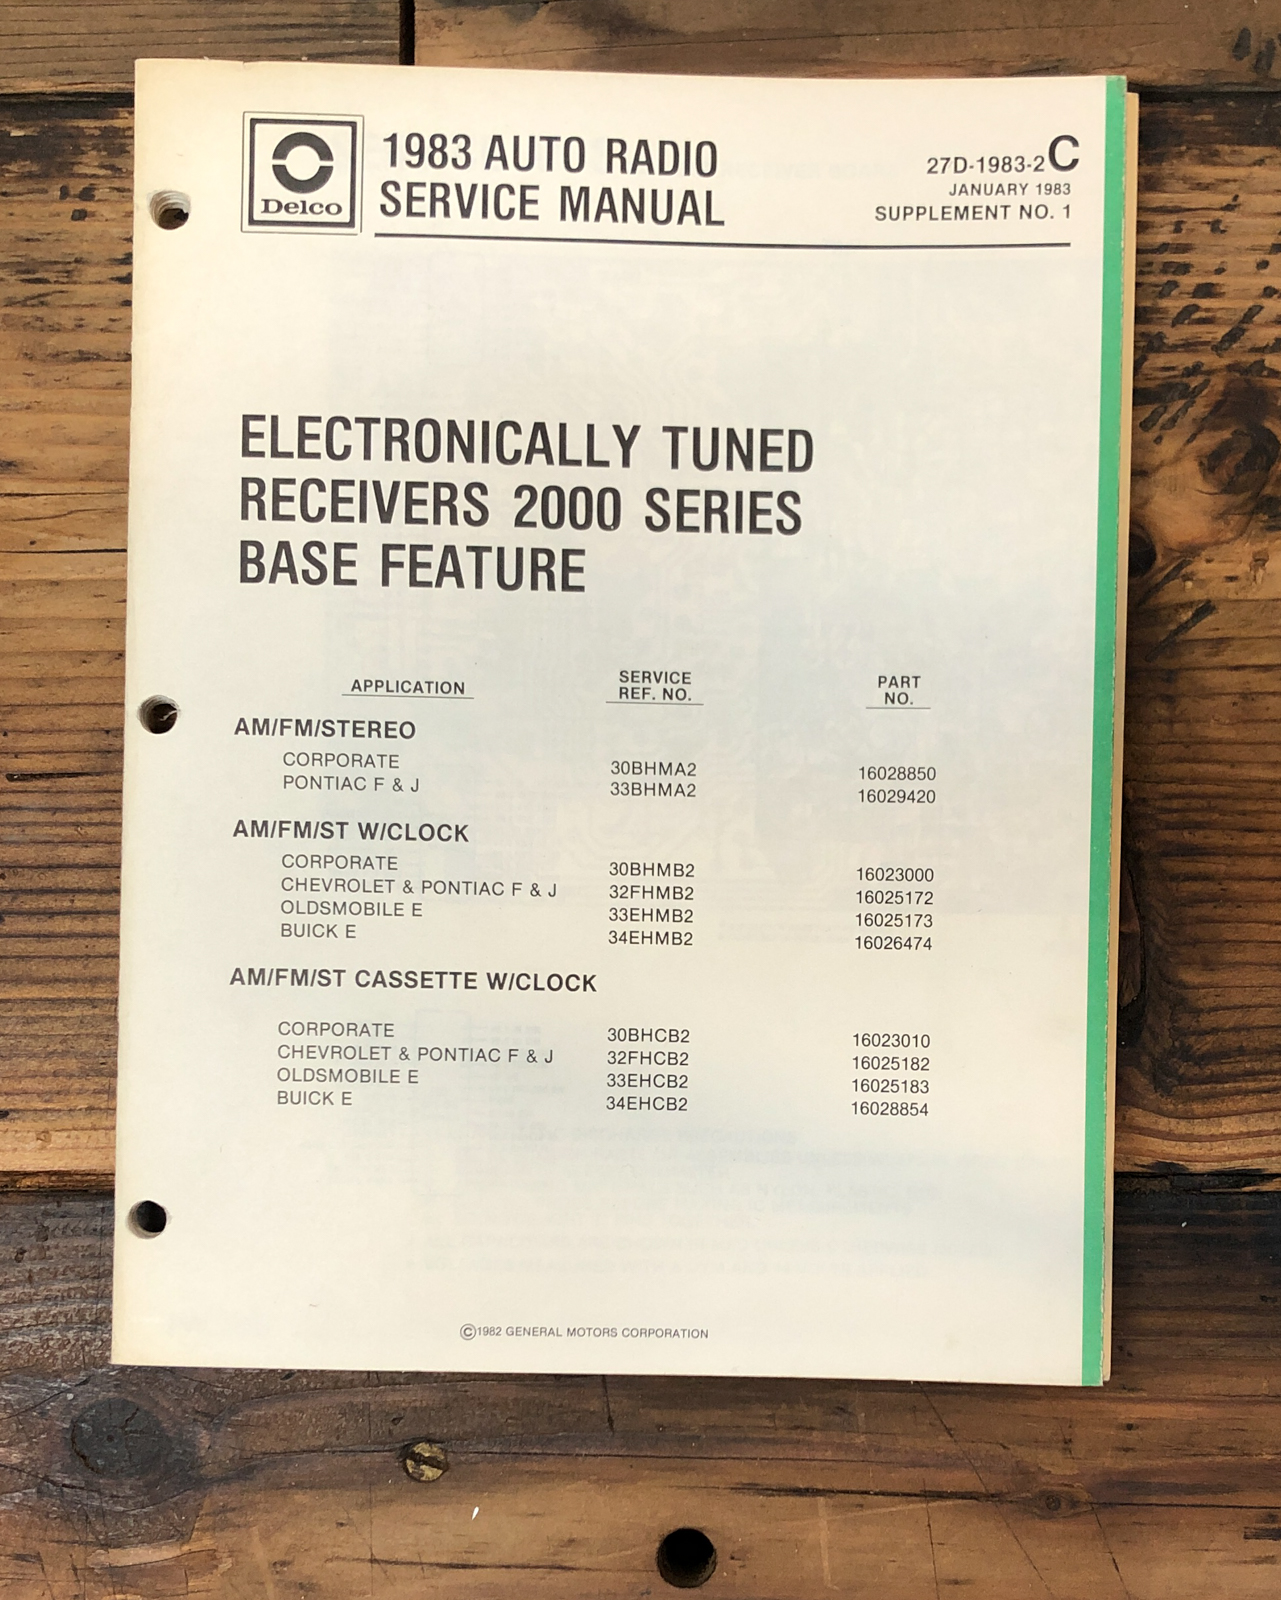 Delco
1983 AUTO RADIO
SERVICE MANUAL
27D-1983-2C
JANUARY 1983
SUPPLEMENT NO. 1
ELECTRONICALLY TUNED
RECEIVERS 2000 SERIES
BASE FEATURE
APPLICATION SERVICE REF. NO. PART NO.
AM/FM/STEREO
CORPORATE 30BHMA2 16028850
PONTIAC F & J 33BHMA2 16029420
AM/FM/ST W/CLOCK
CORPORATE 30BHMB2 16023000
CHEVROLET & PONTIAC F & J 32FHMB2 16025172
OLDSMOBILE E 33EHMB2 16025173
BUICK E 34EHMB2 16026474
AM/FM/ST CASSETTE W/CLOCK
CORPORATE 30BHCB2 16023010
CHEVROLET & PONTIAC F & J 32FHCB2 16025182
OLDSMOBILE E 33EHCB2 16025183
BUICK E 34EHCB2 16028854
©1982 GENERAL MOTORS CORPORATION